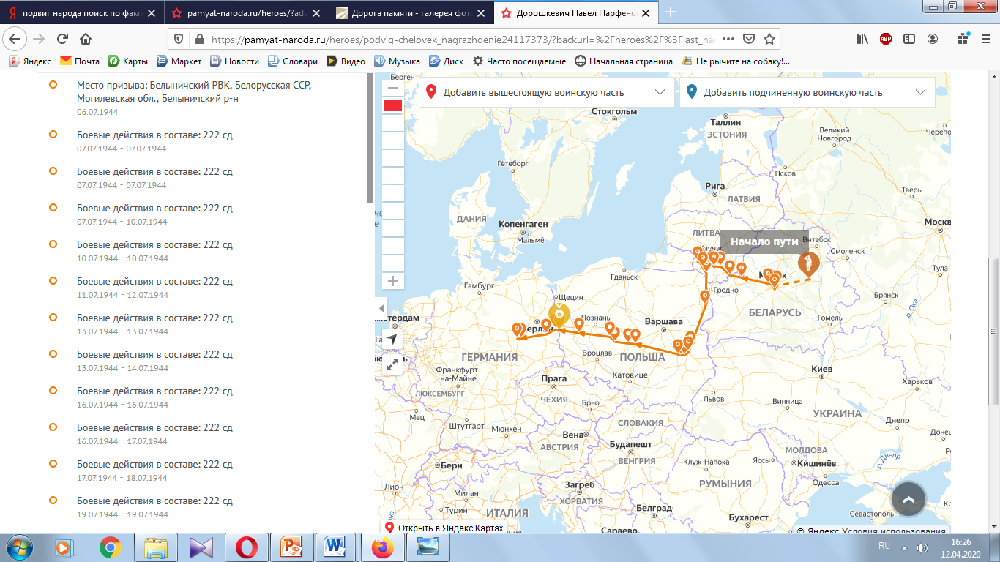 подвиг народа поиск по фами
pamyat-naroda.ru/heroes/?adv
Дорога памяти - галерея фото
Дорошкевич Павел Парфенов
https://pamyat-naroda.ru/heroes/podvig-chelovek_nagrazhdenie24117373/?backurl=%2Fheroes%2F%3Flast_na
ABP
Яндекс
Почта
Карты
Маркет
Новости
Словари
Видео
Музыка
Диск
Часто посещаемые
Начальная страница
Не рычите на собаку!...
Место призыва: Белыничский РВК, Белорусская ССР,
Могилевская обл., Белыничский р-н
06.07.1944
Боевые действия в составе: 222 сд
07.07.1944 - 07.07.1944
Боевые действия в составе: 222 сд
07.07.1944 - 07.07.1944
Боевые действия в составе: 222 сд
07.07.1944 - 10.07.1944
Боевые действия в составе: 222 сд
10.07.1944 - 10.07.1944
Боевые действия в составе: 222 сд
11.07.1944 - 12.07.1944
Боевые действия в составе: 222 сд
13.07.1944 - 13.07.1944
Боевые действия в составе: 222 сд
13.07.1944 - 14.07.1944
Боевые действия в составе: 222 сд
16.07.1944 - 16.07.1944
Боевые действия в составе: 222 сд
16.07.1944 - 17.07.1944
Боевые действия в составе: 222 сд
17.07.1944 - 18.07.1944
Боевые действия в составе: 222 сд
19.07.1944 - 19.07.1944
Добавить вышестоящую воинскую часть
Добавить подчиненную воинскую часть
Берген
Стокгольм
Таллин
ЭСТОНИЯ
Великий
Новгород
Черепо
Гётеборг
Псков
Тверь
Рига
ЛАТВИЯ
ДАНИЯ
Копенгаген
Мальмё
Москв
ЛИТВА
Начало пути
Витебск
Смоленск
Гамбург
Гданьск
Гродно
Брянск
р. Ока
Щецин
БЕЛАРУСЬ
Гомель
Познань
Варшава
ГЕРМАНИЯ
Вроцлав
ПОЛЬША
Франкфурт-
на-Майне
Катовице
Киев
Прага
Харьков
ЛЮКСЕМБУРГ
ЧЕХИЯ
Брно
Львов
Винница
Мец
УКРАИНА
Штутгарт
Мюнхен
СЛОВАКИЯ
Днепр
Вена
АВСТРИЯ
Будапешт
МОЛДОВА
Берн
ВЕНГРИЯ
Клуж-Напока
Яссы
Кишинёв
р. Днепр
Загреб
РУМЫНИЯ
Одесса
Лион
Милан
ХОРВАТИЯ
Турин
ИТАЛИЯ
Белград
Бухарест
Севастополь
Сараево
Открыть в Яндекс.Картах
© Яндекс Условия использования
RU
16:26
12.04.2020